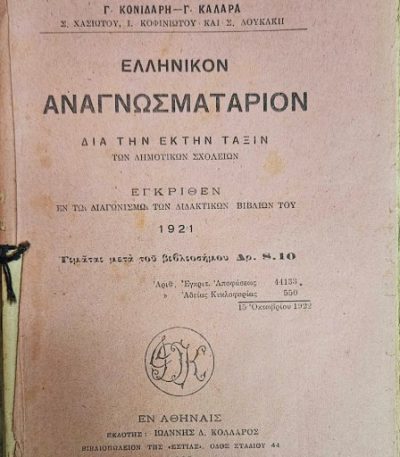 Γ. ΚΟΝΙΔΑΡΗ—Γ. ΚΑΛΑΡΑ
Σ. ΧΑΣΙΩΤΟΥ, Ι. ΚΟΦΙΝΙΩΤΟΥ ΚΑΙ Σ. ΛΟΥΚΑΚΗ
ΕΛΛΗΝΙΚΟΝ
ΑΝΑΓΝΩΣΜΑΤΑΡΙΟΝ
ΔΙΑ ΤΗΝ ΕΚΤΗΝ ΤΑΞΙΝ
ΤΩΝ ΔΗΜΟΤΙΚΩΝ ΣΧΟΛΕΙΩΝ
ΕΓΚΡΙΘΕΝ
ΕΝ ΤΩ, ΔΙΑΓΩΝΙΣΜΩ, ΤΩΝ ΔΙΔΑΚΤΙΚΩΝ ΒΙΒΛΙΩΝ ΤΟΥ
1921
Τιμᾶται μετὰ τοῦ βιβλιοσήμου Δρ. 8.10
Ἀριθ. Ἐγκριτ. Ἀποφάσεως 44133
» Ἀδείας Κυκλοφορίας 550
15 Ὀκτωβρίου 1922
ΕΝ ΑΘΗΝΑΙΣ
ΕΚΔΟΤΗΣ: ΙΩΑΝΝΗΣ Δ. ΚΟΛΛΑΡΟΣ
ΒΙΒΛΙΟΠΩΛΕΙΟΝ ΤΗΣ «ΕΣΤΙΑΣ», ΟΔΟΣ ΣΤΑΔΙΟΥ 44